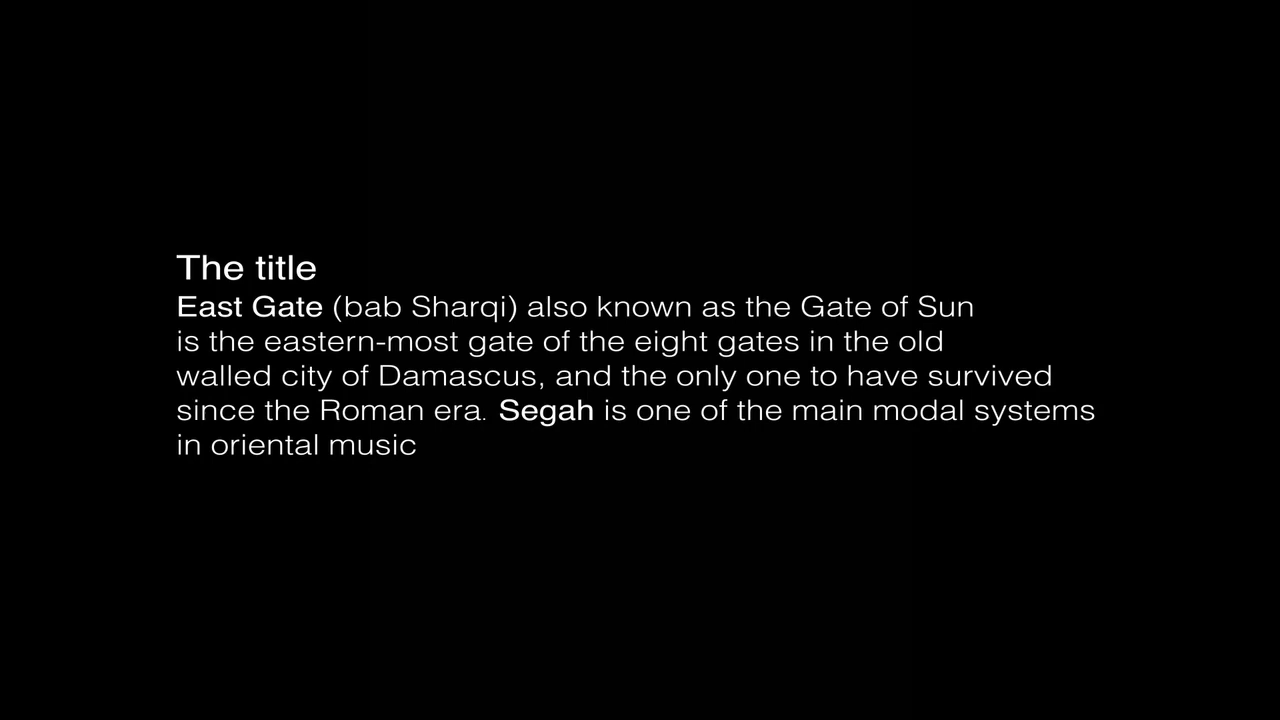 The title
East Gate (bab Sharqi) also known as the Gate of Sun
is the eastern-most gate of the eight gates in the old
walled city of Damascus, and the only one to have survived
since the Roman era. Segah is one of the main modal systems
in oriental music